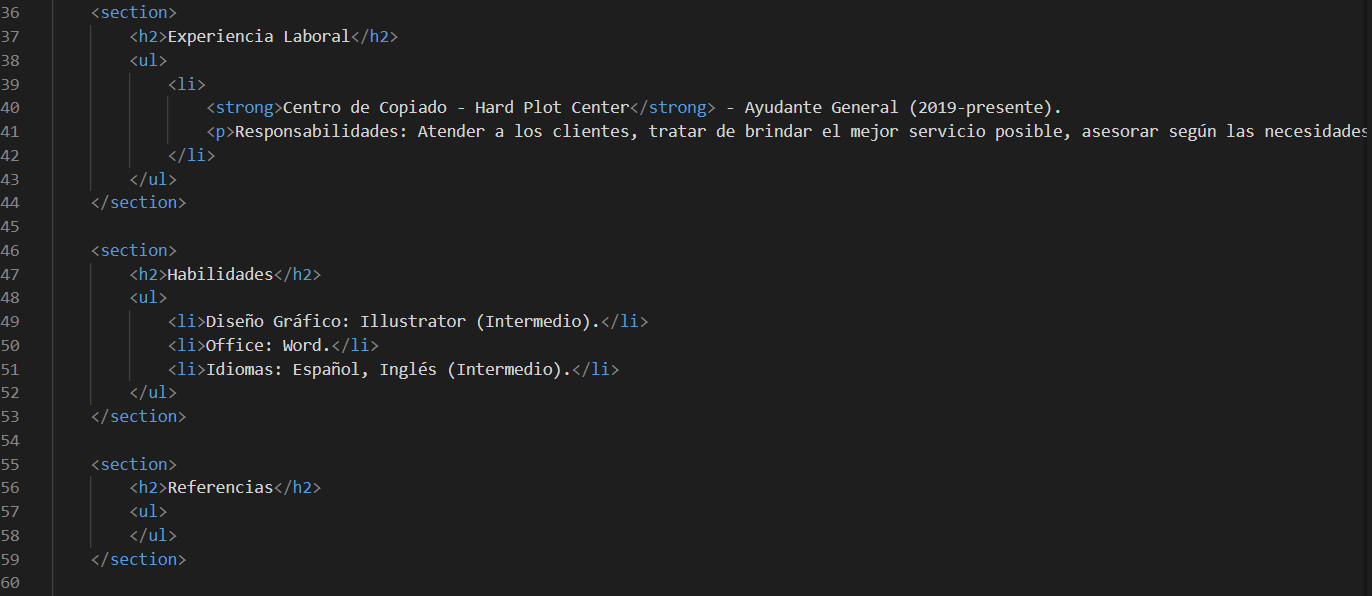 36 <section>
37 <h2>Experiencia Laboral</h2>
38 <ul>
39 <li>
40 <strong>Centro de Copiado - Hard Plot Center</strong> - Ayudante General (2019-presente).
41 <p>Responsabilidades: Atender a los clientes, tratar de brindar el mejor servicio posible, asesorar según las necesidades
42 </li>
43 </ul>
44 </section>
45
46 <section>
47 <h2>Habilidades</h2>
48 <ul>
49 <li>Diseño Gráfico: Illustrator (Intermedio).</li>
50 <li>Office: Word.</li>
51 <li>Idiomas: Español, Inglés (Intermedio).</li>
52 </ul>
53 </section>
54
55 <section>
56 <h2>Referencias</h2>
57 <ul>
58 </ul>
59 </section>
60